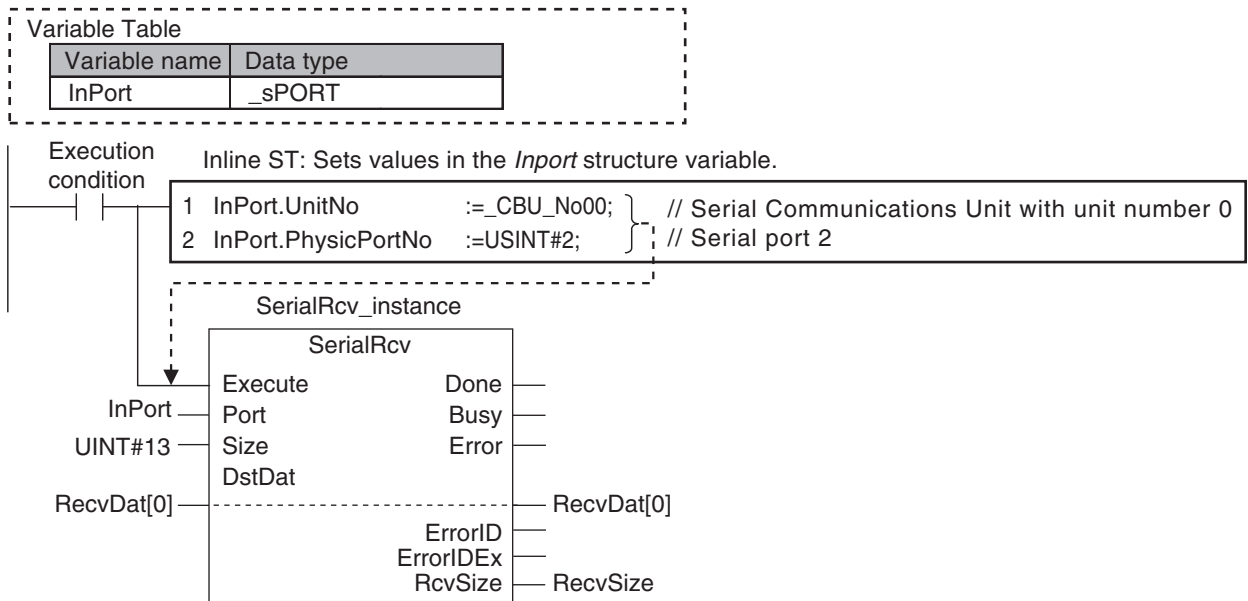 Variable Table
Variable name Data type
InPort _sPORT
Execution
condition
Inline ST: Sets values in the Inport structure variable.
1 InPort.UnitNo :=_CBU_No00; // Serial Communications Unit with unit number 0
2 InPort.PhysicPortNo :=USINT#2; // Serial port 2
SerialRcv_instance
SerialRcv
Execute Done
InPort Port Busy
UINT#13 Size Error
DstDat
RecvDat[0] RecvDat[0]
ErrorID
ErrorIDEx
RcvSize RecvSize